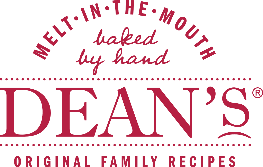 MELT·IN·THE·MOUTH
baked
by hand
DEAN'S®
ORIGINAL FAMILY RECIPES